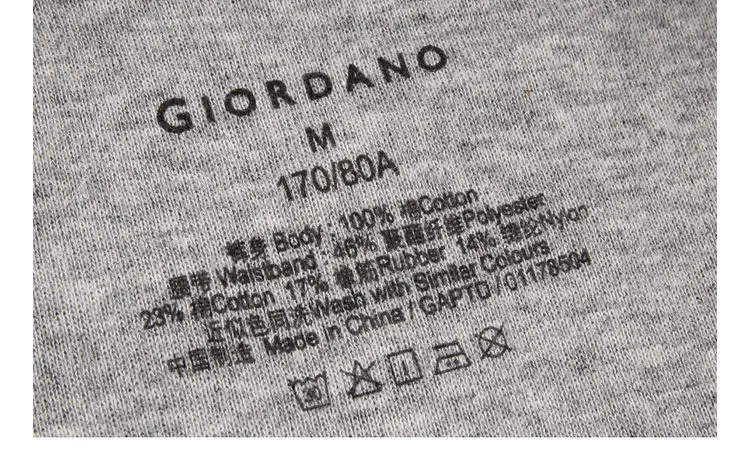 GIORDANO
M
170/80A
裤身 Body : 100% 棉Cotton
腰带 Waistband : 46% 聚酯纤维Polyester
23% 棉Cotton 17% 橡筋Rubber 14% 锦纶Nylon
近似色同洗Wash with Similar Colours
中国制造 Made in China / GAPTD / 01178504